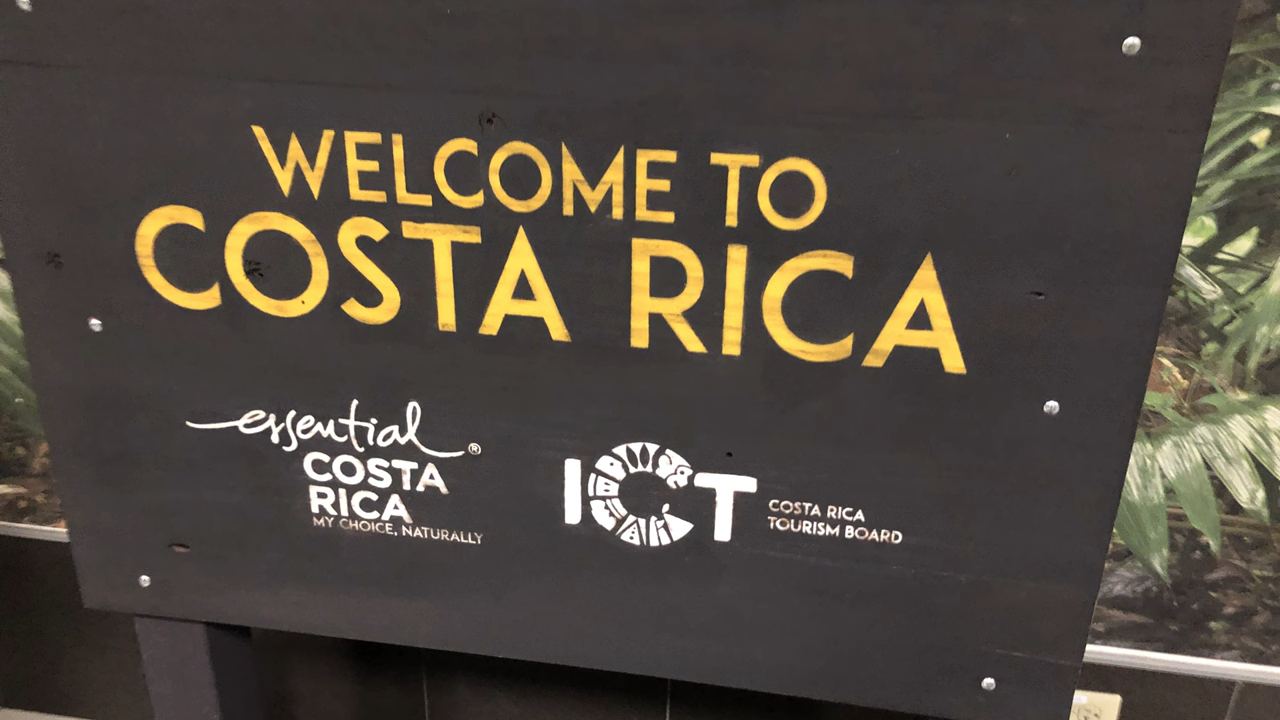 WELCOME TO
COSTA RICA
essential®
COSTA
RICA
MY CHOICE, NATURALLY
ICT
COSTA RICA
TOURISM BOARD